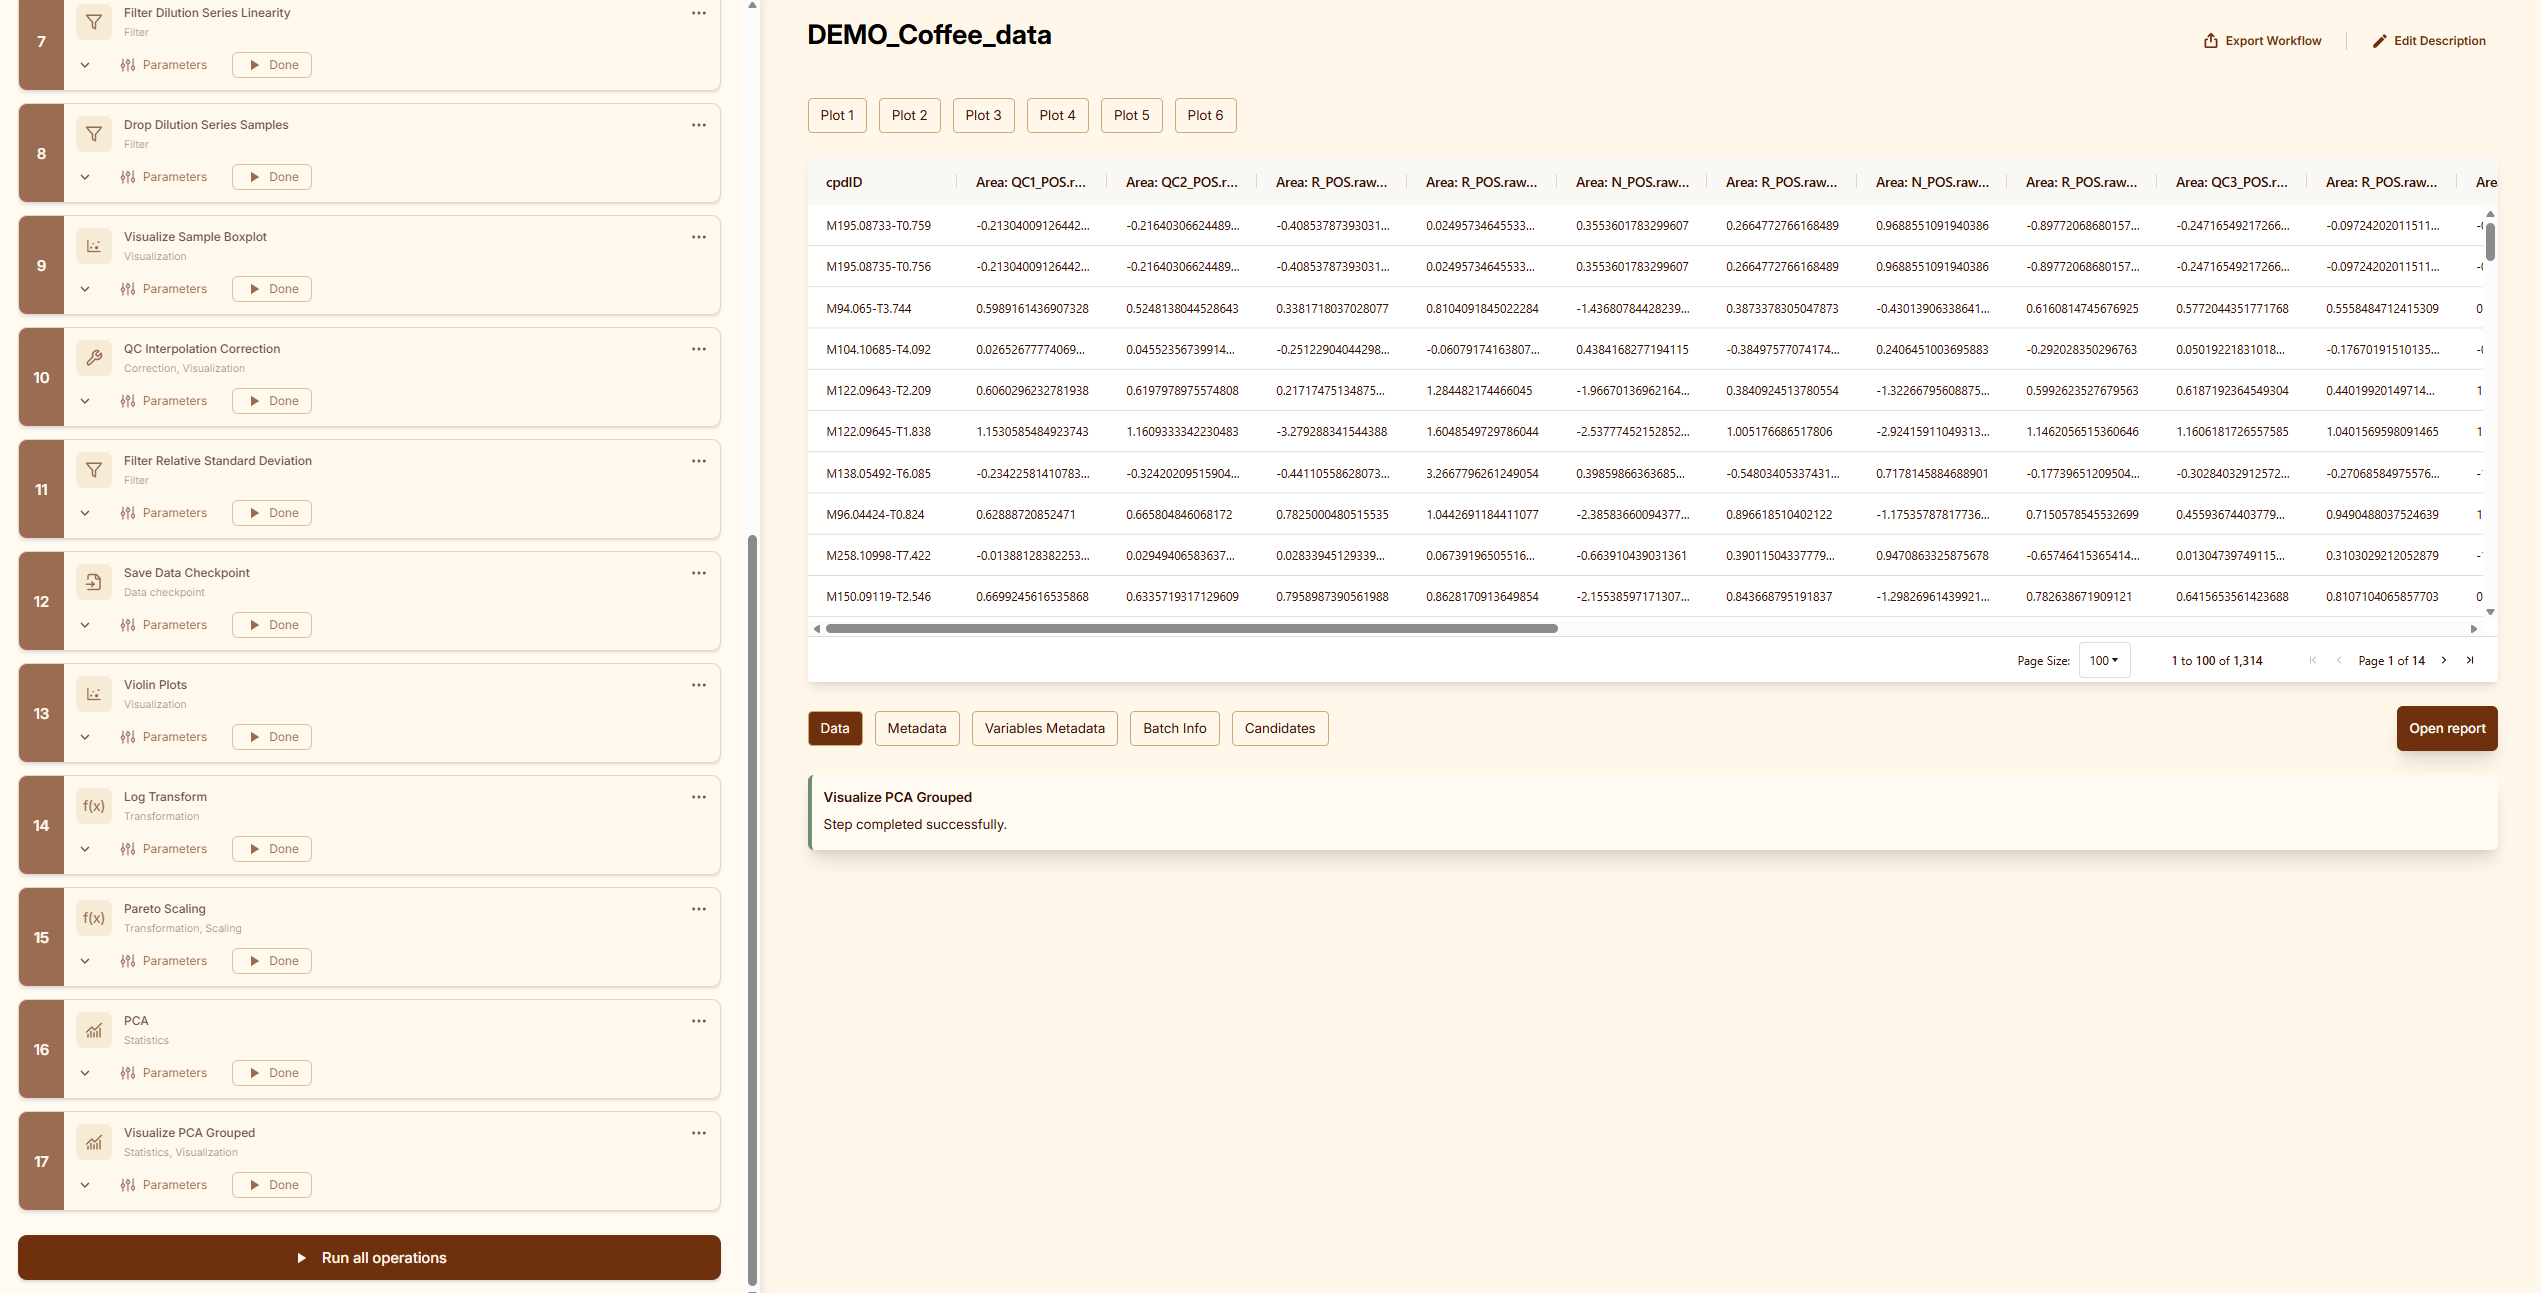 7
Filter Dilution Series Linearity
Filter
Parameters
Done
8
Drop Dilution Series Samples
Filter
Parameters
Done
9
Visualize Sample Boxplot
Visualization
Parameters
Done
10
QC Interpolation Correction
Correction, Visualization
Parameters
Done
11
Filter Relative Standard Deviation
Filter
Parameters
Done
12
Save Data Checkpoint
Data checkpoint
Parameters
Done
13
Violin Plots
Visualization
Parameters
Done
14
f(x)
Log Transform
Transformation
Parameters
Done
15
f(x)
Pareto Scaling
Transformation, Scaling
Parameters
Done
16
PCA
Statistics
Parameters
Done
17
Visualize PCA Grouped
Statistics, Visualization
Parameters
Done
Run all operations
DEMO_Coffee_data
Export Workflow
Edit Description
Plot 1 Plot 2 Plot 3 Plot 4 Plot 5 Plot 6
cpdID Area: QC1_POS.r... Area: QC2_POS.r... Area: R_POS.raw... Area: R_POS.raw... Area: N_POS.raw... Area: R_POS.raw... Area: N_POS.raw... Area: R_POS.raw... Area: QC3_POS.r... Area: R_POS.raw... Are
M195.08733-T0.759 -0.21304009126442... -0.21640306624489... -0.40853787393031... 0.02495734645533... 0.3553601783299607 0.2664772766168489 0.9688551091940386 -0.89772068680157... -0.24716549217266... -0.09724202011511...
M195.08735-T0.756 -0.21304009126442... -0.21640306624489... -0.40853787393031... 0.02495734645533... 0.3553601783299607 0.2664772766168489 0.9688551091940386 -0.89772068680157... -0.24716549217266... -0.09724202011511...
M94.065-T3.744 0.5989161436907328 0.5248138044528643 0.3381718037028077 0.8104091845022284 -1.43680784428239... 0.3873378305047873 -0.43013906338641... 0.6160814745676925 0.5772044351771768 0.5558484712415309 0
M104.10685-T4.092 0.02652677774069... 0.04552356739914... -0.25122904044298... -0.06079174163807... 0.4384168277194115 -0.38497577074174... 0.2406451003695883 -0.292028350296763 0.05019221831018... -0.17670191510135...
M122.09643-T2.209 0.6060296232781938 0.6197978975574808 0.21717475134875... 1.284482174466045 -1.96670136962164... 0.3840924513780554 -1.32266795608875... 0.5992623527679563 0.6187192364549304 0.44019920149714... 1
M122.09645-T1.838 1.1530585484923743 1.1609333342230483 -3.279288341544388 1.6048549729786044 -2.53777452152852... 1.005176686517806 -2.92415911049313... 1.1462056515360646 1.1606181726557585 1.0401569598091465 1
M138.05492-T6.085 -0.23422581410783... -0.32420209515904... -0.44110558628073... 3.2667796261249054 0.39859866363685... -0.54803405337431... 0.7178145884688901 -0.17739651209504... -0.30284032912572... -0.27068584975576...
M96.04424-T0.824 0.62888720852471 0.665804846068172 0.7825000480515535 1.0442691184411077 -2.38583660094377... 0.896618510402122 -1.17535787817736... 0.7150578545532699 0.45593674403779... 0.9490488037524639 1
M258.10998-T7.422 -0.01388128382253... 0.02949406583637... 0.02833945129339... 0.06739196505516... -0.663910439031361 0.39011504337779... 0.9470863325875678 -0.65746415365414... 0.01304739749115... 0.3103029212052879
M150.09119-T2.546 0.6699245616535868 0.6335719317129609 0.7958987390561988 0.8628170913649854 -2.15538597171307... 0.843668795191837 -1.29826961439921... 0.782638671909121 0.6415653561423688 0.8107104065857703 0
Page Size: 100 1 to 100 of 1,314 Page 1 of 14
Data Metadata Variables Metadata Batch Info Candidates
Open report
Visualize PCA Grouped
Step completed successfully.